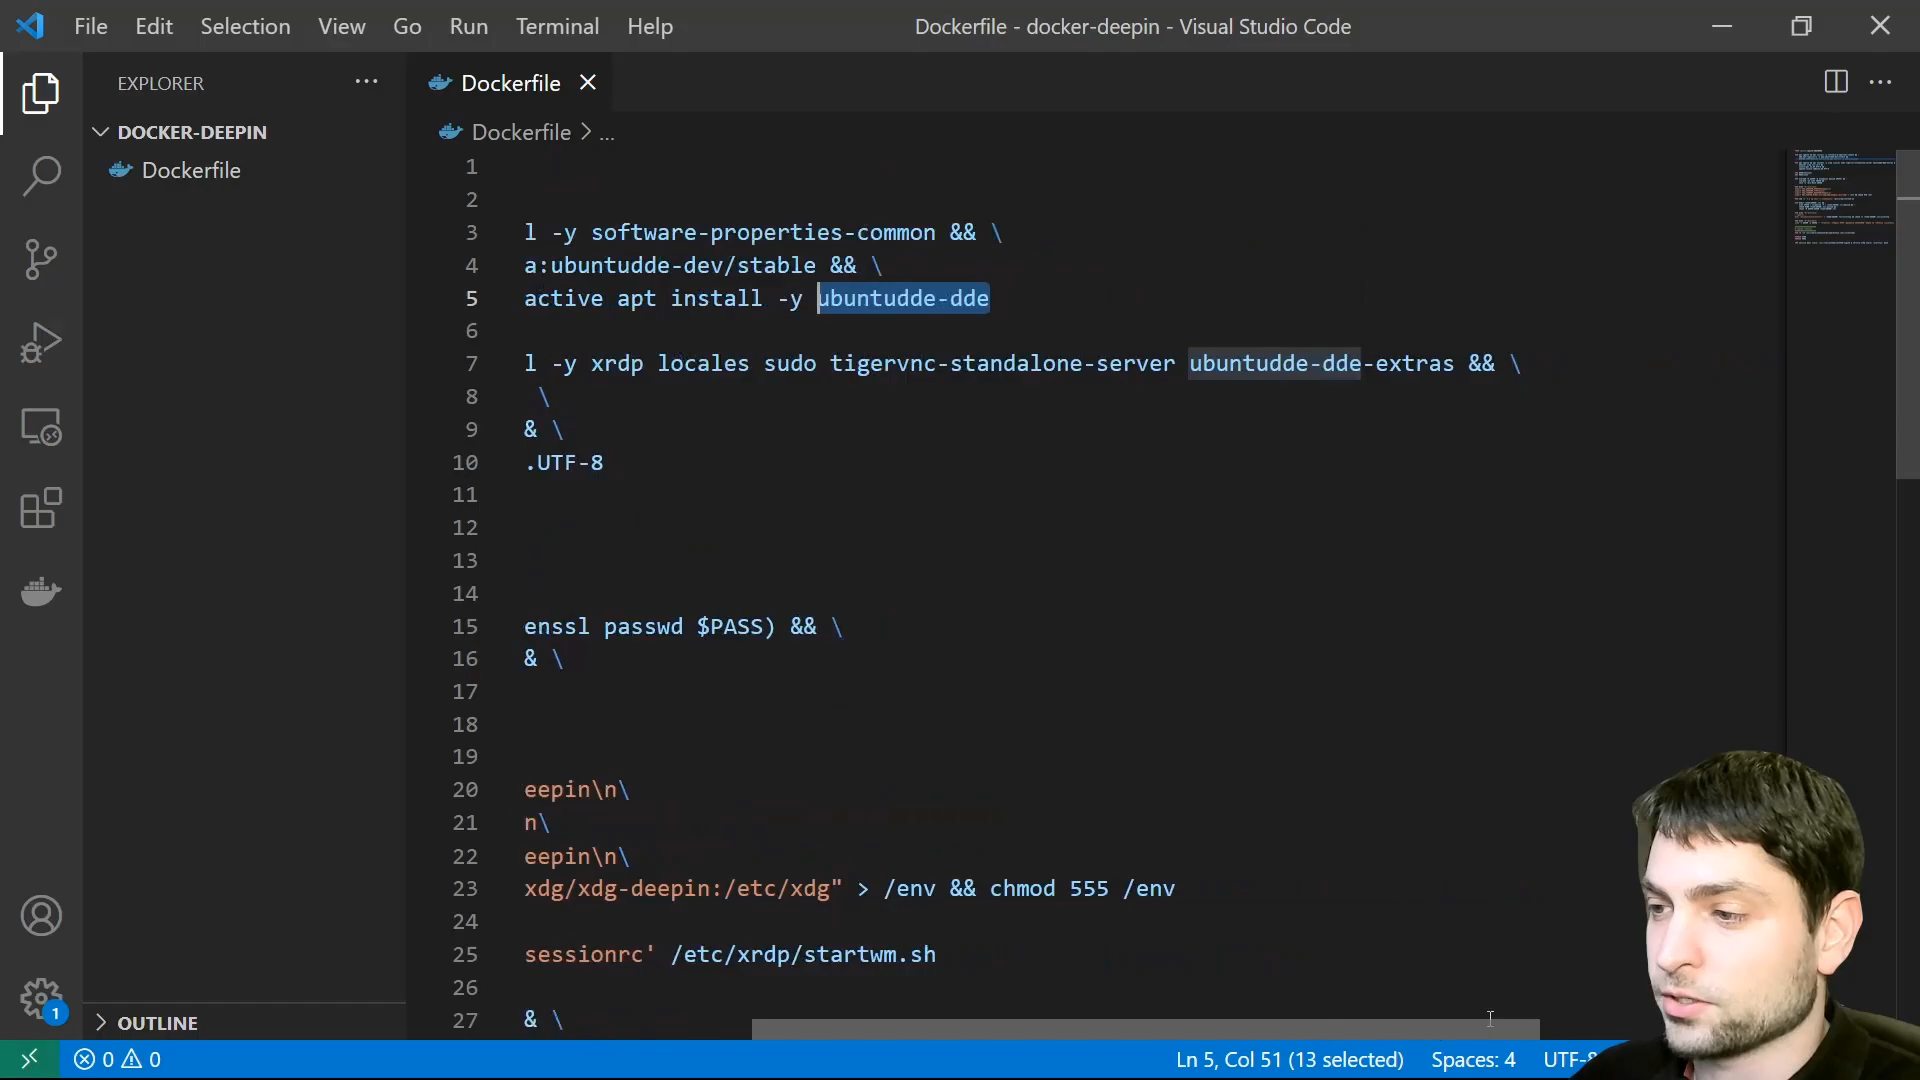 File Edit Selection View Go Run Terminal Help Dockerfile - docker-deepin - Visual Studio Code
EXPLORER ···
Dockerfile
DOCKER-DEEPIN
Dockerfile
OUTLINE
Dockerfile > ...
1
2
3 l -y software-properties-common && \
4 a:ubuntudde-dev/stable && \
5 active apt install -y ubuntudde-dde
6
7 l -y xrdp locales sudo tigervnc-standalone-server ubuntudde-dde-extras && \
8 \
9 & \
10 .UTF-8
11
12
13
14
15 enssl passwd $PASS) && \
16 & \
17
18
19
20 eepin\n\
21 n\
22 eepin\n\
23 xdg/xdg-deepin:/etc/xdg" > /env && chmod 555 /env
24
25 sessionrc' /etc/xrdp/startwm.sh
26
27 & \
1
0 0 Ln 5, Col 51 (13 selected) Spaces: 4